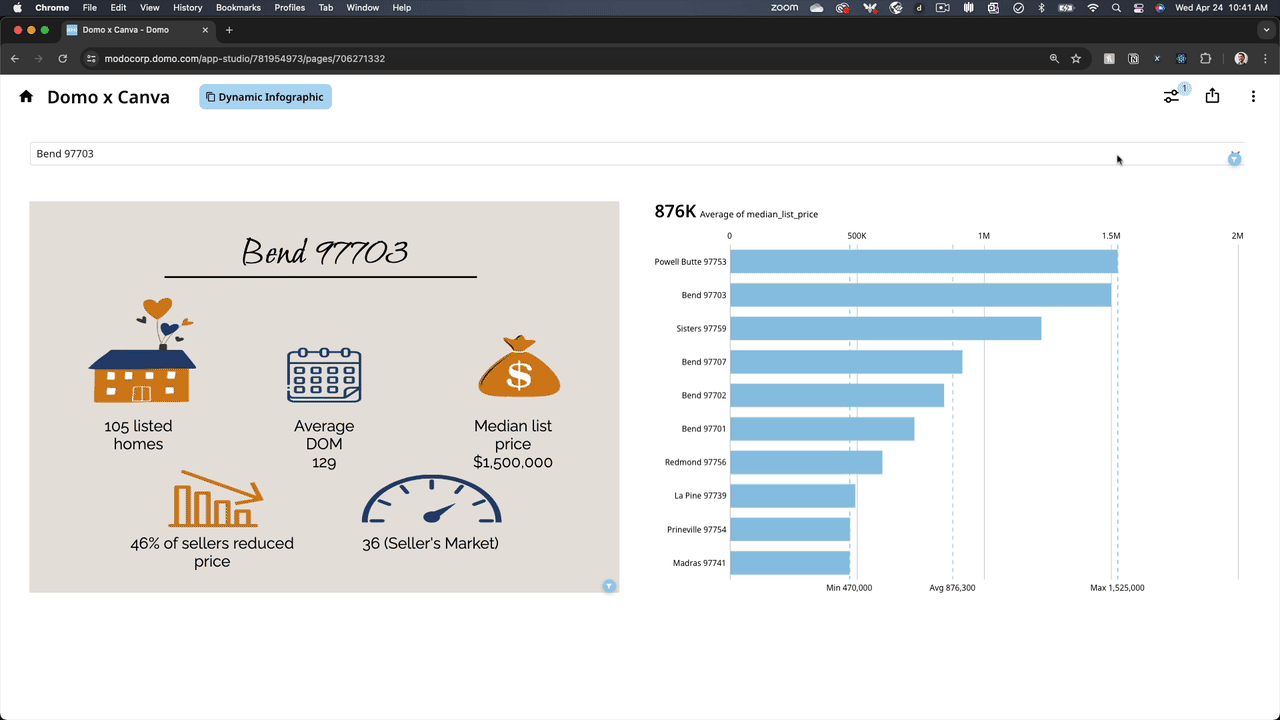 Chrome File Edit View History Bookmarks Profiles Tab Window Help zoom Wed Apr 24 10:41 AM
Domo x Canva - Domo
modocorp.domo.com/app-studio/781954973/pages/706271332
Domo x Canva Dynamic Infographic 1
Bend 97703
Bend 97703
105 listed
homes
Average
DOM
129
Median list
price
$1,500,000
46% of sellers reduced
price
36 (Seller's Market)
876K Average of median_list_price
0 500K 1M 1.5M 2M
Powell Butte 97753
Bend 97703
Sisters 97759
Bend 97707
Bend 97702
Bend 97701
Redmond 97756
La Pine 97739
Prineville 97754
Madras 97741
Min 470,000 Avg 876,300 Max 1,525,000